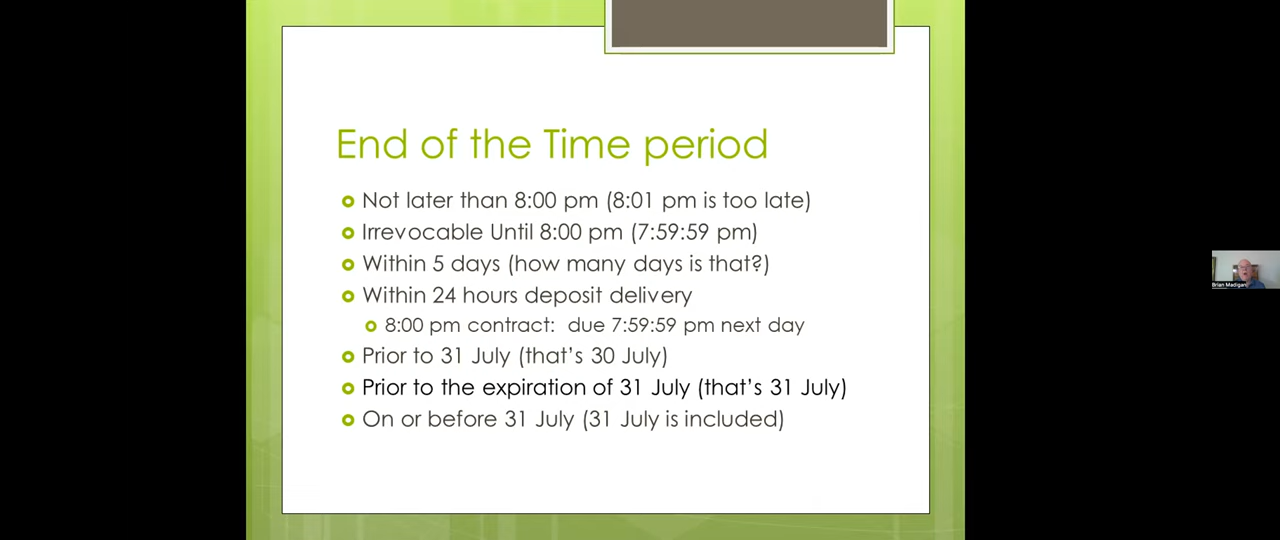 End of the Time period
Not later than 8:00 pm (8:01 pm is too late)
Irrevocable Until 8:00 pm (7:59:59 pm)
Within 5 days (how many days is that?)
Within 24 hours deposit delivery
8:00 pm contract: due 7:59:59 pm next day
Prior to 31 July (that's 30 July)
Prior to the expiration of 31 July (that's 31 July)
On or before 31 July (31 July is included)
Brian Madigan